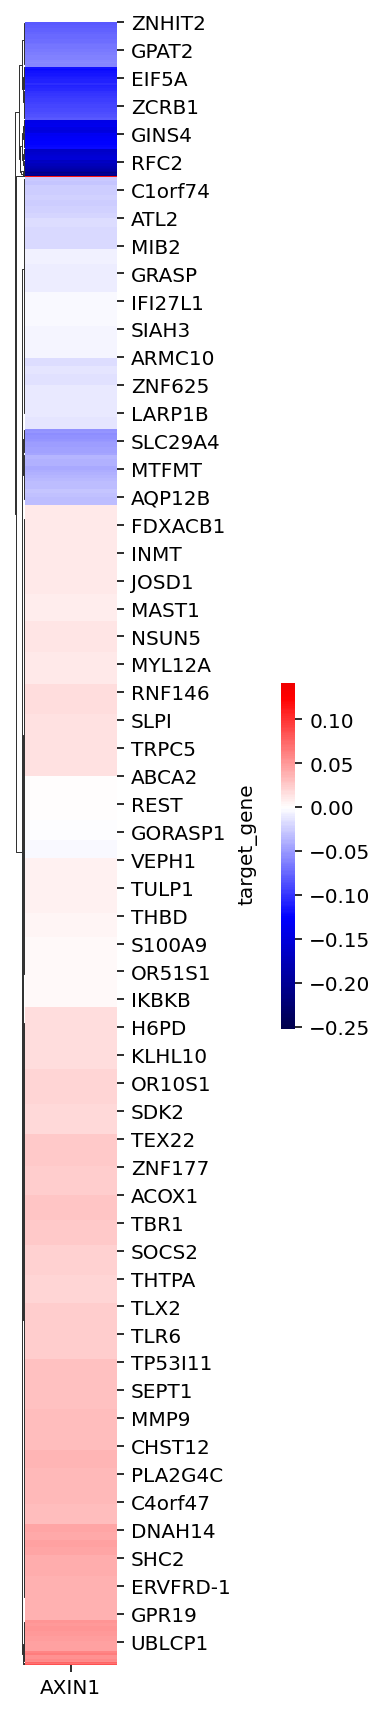 ZNHIT2
GPAT2
EIF5A
ZCRB1
GINS4
RFC2
C1orf74
ATL2
MIB2
GRASP
IFI27L1
SIAH3
ARMC10
ZNF625
LARP1B
SLC29A4
MTFMT
AQP12B
FDXACB1
INMT
JOSD1
MAST1
NSUN5
MYL12A
RNF146
SLPI
TRPC5
ABCA2
REST
GORASP1
VEPH1
TULP1
THBD
S100A9
OR51S1
IKBKB
H6PD
KLHL10
OR10S1
SDK2
TEX22
ZNF177
ACOX1
TBR1
SOCS2
THTPA
TLX2
TLR6
TP53I11
SEPT1
MMP9
CHST12
PLA2G4C
C4orf47
DNAH14
SHC2
ERVFRD-1
GPR19
UBLCP1
AXIN1
target_gene
0.10
0.05
0.00
−0.05
−0.10
−0.15
−0.20
−0.25